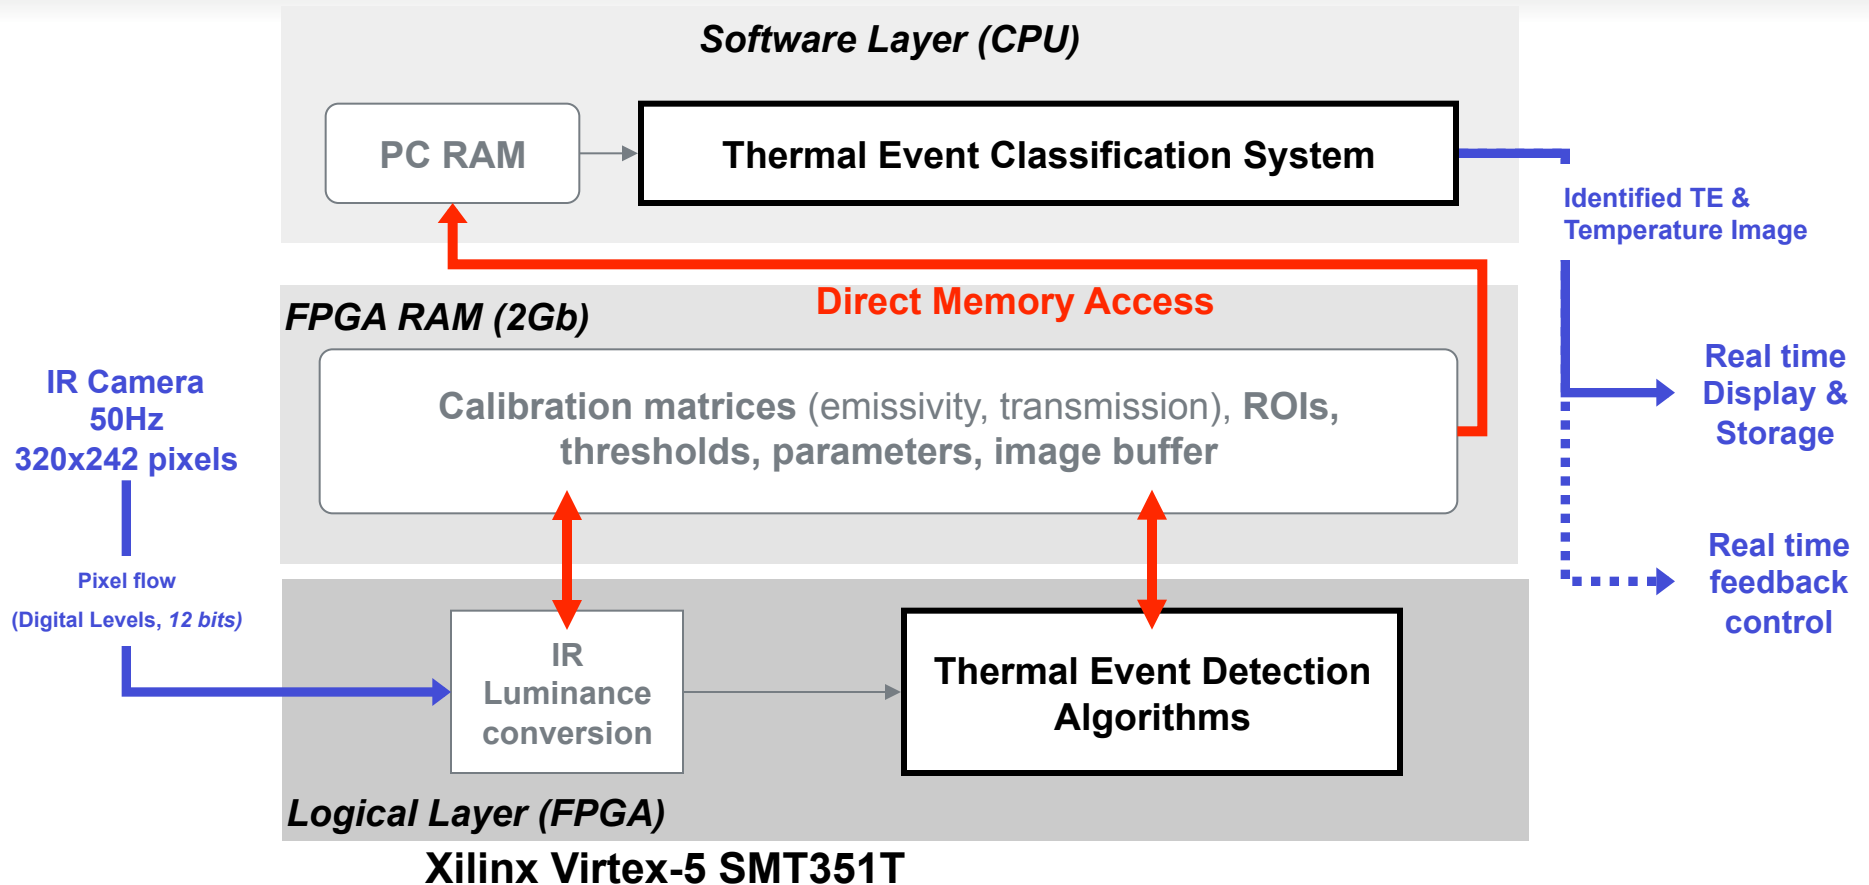 Software Layer (CPU)
PC RAM
Thermal Event Classification System
Identified TE &
Temperature Image
Direct Memory Access
FPGA RAM (2Gb)
Calibration matrices (emissivity, transmission), ROIs,
thresholds, parameters, image buffer
IR Camera
50Hz
320x242 pixels
Real time
Display &
Storage
Pixel flow
(Digital Levels, 12 bits)
Real time
feedback
control
IR
Luminance
conversion
Thermal Event Detection
Algorithms
Logical Layer (FPGA)
Xilinx Virtex-5 SMT351T